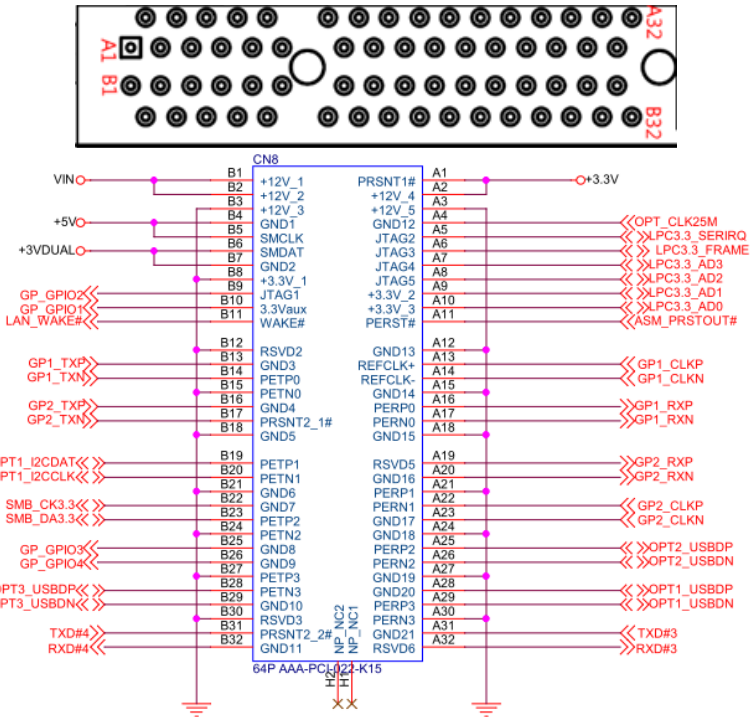 A32
A1
B1
B32
CN8
VIN B1 +12V_1 PRSNT1# A1 +3.3V
B2 +12V_2 +12V_4 A2
B3 +12V_3 +12V_5 A3
+5V B4 GND1 GND12 A4 OPT_CLK25M
B5 SMCLK JTAG2 A5 LPC3.3_SERIRQ
+3VDUAL B6 SMDAT JTAG3 A6 LPC3.3_FRAME
B7 GND2 JTAG4 A7 LPC3.3_AD3
B8 +3.3V_1 JTAG5 A8 LPC3.3_AD2
GP_GPIO2 B9 JTAG1 +3.3V_2 A9 LPC3.3_AD1
GP_GPIO1 B10 3.3Vaux +3.3V_3 A10 LPC3.3_AD0
LAN_WAKE# B11 WAKE# PERST# A11 ASM_PRSTOUT#
B12 RSVD2 GND13 A12
GP1_TXP B13 GND3 REFCLK+ A13 GP1_CLKP
GP1_TXN B14 PETP0 REFCLK- A14 GP1_CLKN
B15 PETN0 GND14 A15
GP2_TXP B16 GND4 PERP0 A16 GP1_RXP
GP2_TXN B17 PRSNT2_1# PERN0 A17 GP1_RXN
B18 GND5 GND15 A18
PT1_I2CDAT B19 PETP1 RSVD5 A19 GP2_RXP
PT1_I2CCLK B20 PETN1 GND16 A20 GP2_RXN
B21 GND6 PERP1 A21
SMB_CK3.3 B22 GND7 PERN1 A22 GP2_CLKP
SMB_DA3.3 B23 PETP2 GND17 A23 GP2_CLKN
B24 PETN2 GND18 A24
GP_GPIO3 B25 GND8 PERP2 A25 OPT2_USBDP
GP_GPIO4 B26 GND9 PERN2 A26 OPT2_USBDN
B27 PETP3 GND19 A27
PT3_USBDP B28 PETN3 GND20 A28 OPT1_USBDP
PT3_USBDN B29 GND10 PERP3 A29 OPT1_USBDN
B30 RSVD3 PERN3 A30
TXD#4 B31 PRSNT2_2# GND21 A31 TXD#3
RXD#4 B32 GND11 RSVD6 A32 RXD#3
NP_NC2
NP_NC1
64P AAA-PCI-022-K15
H2
H1